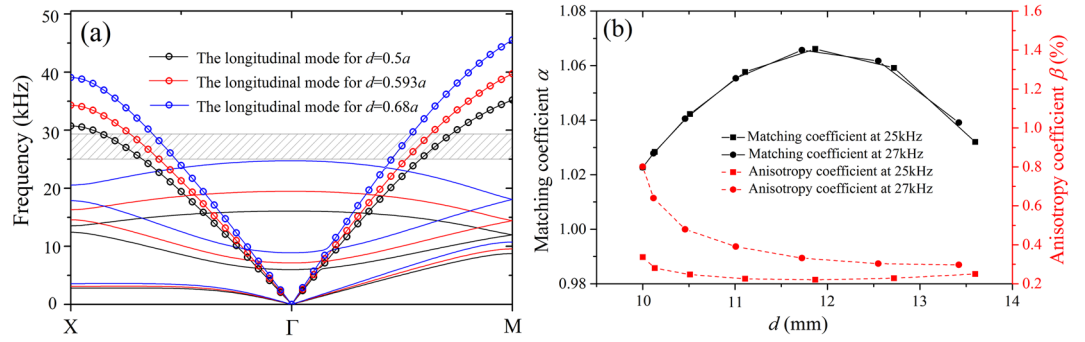 (a)
50
40
30
20
10
0
Frequency (kHz)
The longitudinal mode for d=0.5a
The longitudinal mode for d=0.593a
The longitudinal mode for d=0.68a
X
Γ
M
(b)
1.08
1.06
1.04
1.02
1.00
0.98
Matching coefficient α
Matching coefficient at 25kHz
Matching coefficient at 27kHz
Anisotropy coefficient at 25kHz
Anisotropy coefficient at 27kHz
10
11
12
13
14
d (mm)
1.6
1.4
1.2
1.0
0.8
0.6
0.4
0.2
Anisotropy coefficient β (%)